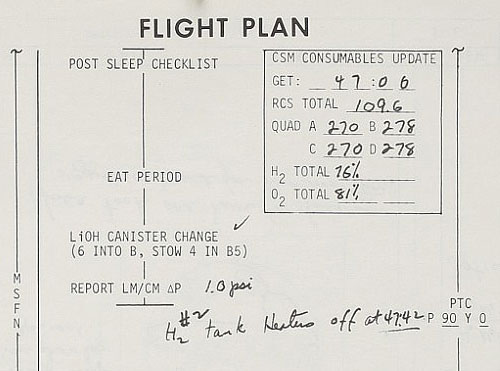 FLIGHT PLAN
POST SLEEP CHECKLIST
CSM CONSUMABLES UPDATE
GET: 47:06
RCS TOTAL 109.6
QUAD A 270 B 278
C 270 D 278
H2 TOTAL 76%
O2 TOTAL 81%
EAT PERIOD
LiOH CANISTER CHANGE ✓
(6 INTO B, STOW 4 IN B5)
REPORT LM/CM ΔP 1.0 psi
MSFN
PTC
P 90 Y 0
H2 #2 tank Heaters off at 47:42